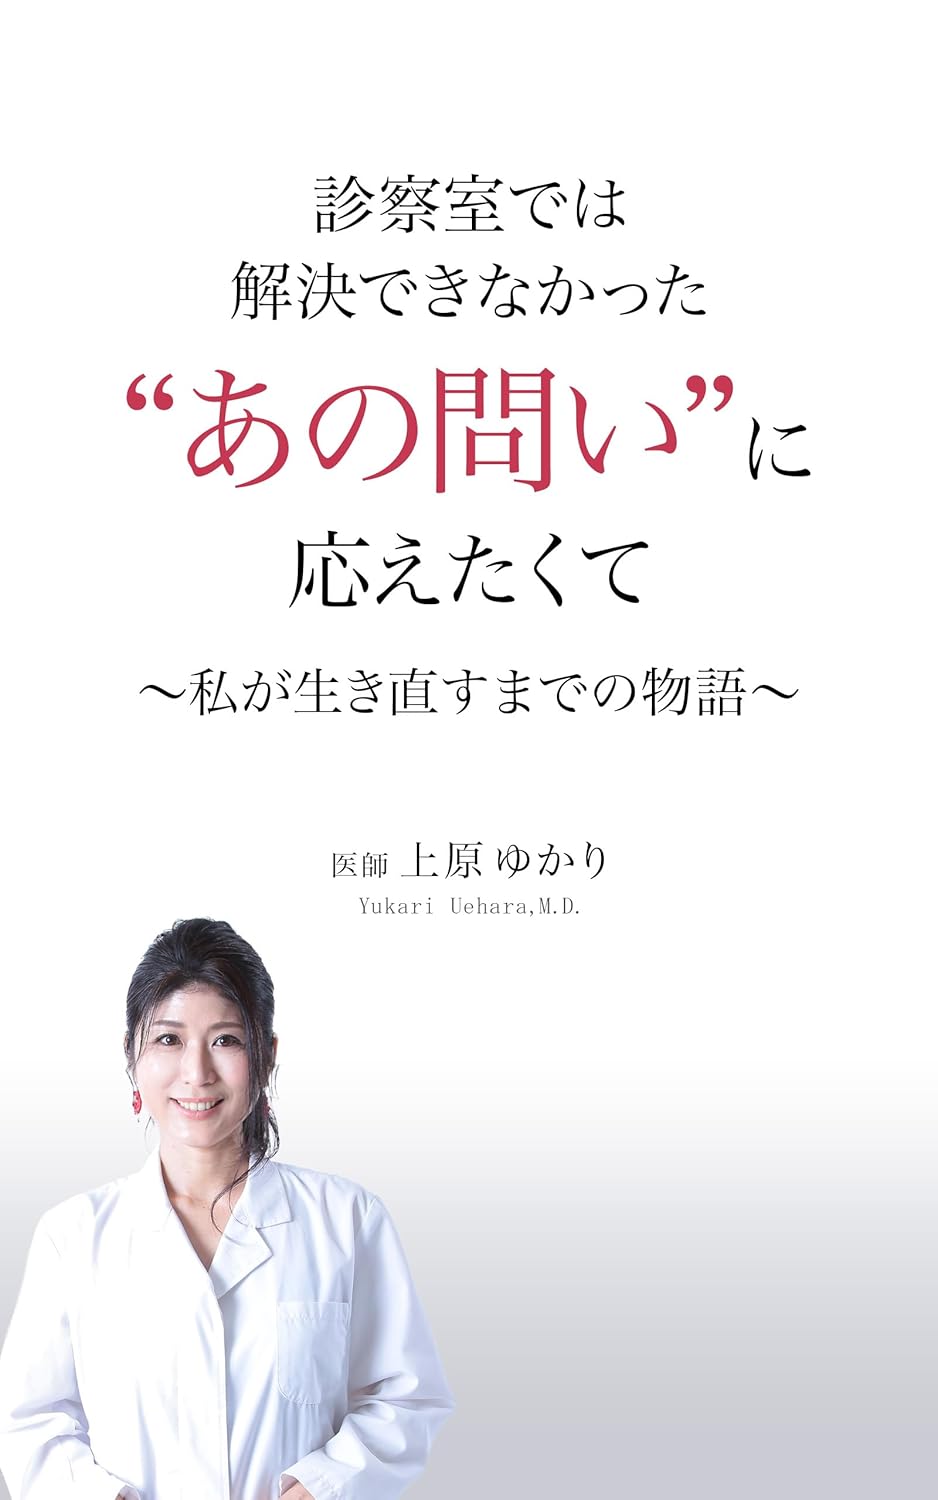 診察室では
解決できなかった
“あの問い”に
応えたくて
～私が生き直すまでの物語～
医師 上原 ゆかり
Yukari Uehara,M.D.